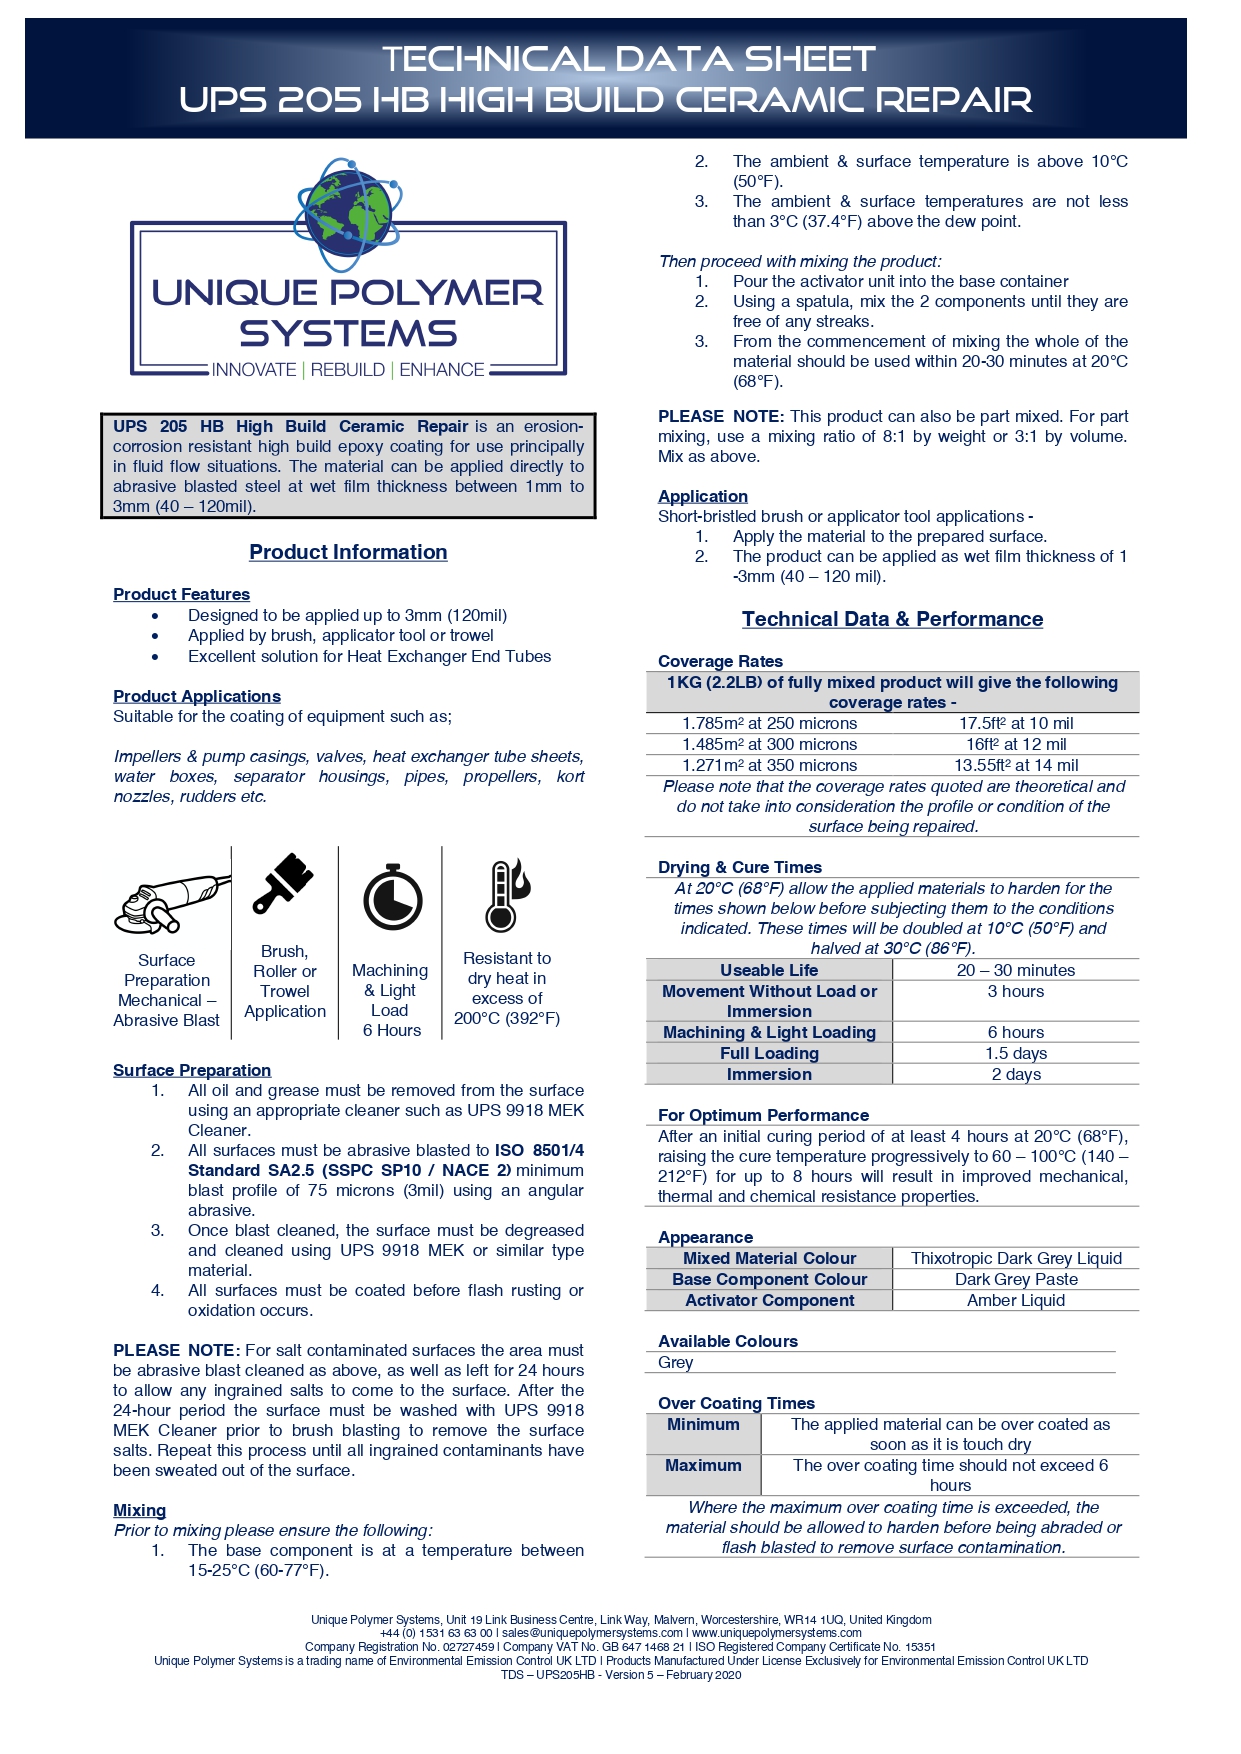 TECHNICAL DATA SHEET
UPS 205 HB HIGH BUILD CERAMIC REPAIR
UNIQUE POLYMER
SYSTEMS
INNOVATE | REBUILD | ENHANCE
UPS 205 HB High Build Ceramic Repair is an erosion-
corrosion resistant high build epoxy coating for use principally
in fluid flow situations. The material can be applied directly to
abrasive blasted steel at wet film thickness between 1mm to
3mm (40 – 120mil).
Product Information
Product Features
• Designed to be applied up to 3mm (120mil)
• Applied by brush, applicator tool or trowel
• Excellent solution for Heat Exchanger End Tubes
Product Applications
Suitable for the coating of equipment such as;
Impellers & pump casings, valves, heat exchanger tube sheets,
water boxes, separator housings, pipes, propellers, kort
nozzles, rudders etc.
Surface
Preparation
Mechanical –
Abrasive Blast
Brush,
Roller or
Trowel
Application
Machining
& Light
Load
6 Hours
Resistant to
dry heat in
excess of
200°C (392°F)
Surface Preparation
1. All oil and grease must be removed from the surface
using an appropriate cleaner such as UPS 9918 MEK
Cleaner.
2. All surfaces must be abrasive blasted to ISO 8501/4
Standard SA2.5 (SSPC SP10 / NACE 2) minimum
blast profile of 75 microns (3mil) using an angular
abrasive.
3. Once blast cleaned, the surface must be degreased
and cleaned using UPS 9918 MEK or similar type
material.
4. All surfaces must be coated before flash rusting or
oxidation occurs.
PLEASE NOTE: For salt contaminated surfaces the area must
be abrasive blast cleaned as above, as well as left for 24 hours
to allow any ingrained salts to come to the surface. After the
24-hour period the surface must be washed with UPS 9918
MEK Cleaner prior to brush blasting to remove the surface
salts. Repeat this process until all ingrained contaminants have
been sweated out of the surface.
Mixing
Prior to mixing please ensure the following:
1. The base component is at a temperature between
15-25°C (60-77°F).
2. The ambient & surface temperature is above 10°C
(50°F).
3. The ambient & surface temperatures are not less
than 3°C (37.4°F) above the dew point.
Then proceed with mixing the product:
1. Pour the activator unit into the base container
2. Using a spatula, mix the 2 components until they are
free of any streaks.
3. From the commencement of mixing the whole of the
material should be used within 20-30 minutes at 20°C
(68°F).
PLEASE NOTE: This product can also be part mixed. For part
mixing, use a mixing ratio of 8:1 by weight or 3:1 by volume.
Mix as above.
Application
Short-bristled brush or applicator tool applications -
1. Apply the material to the prepared surface.
2. The product can be applied as wet film thickness of 1
-3mm (40 – 120 mil).
Technical Data & Performance
Coverage Rates
1KG (2.2LB) of fully mixed product will give the following
coverage rates -
1.785m² at 250 microns 17.5ft² at 10 mil
1.485m² at 300 microns 16ft² at 12 mil
1.271m² at 350 microns 13.55ft² at 14 mil
Please note that the coverage rates quoted are theoretical and
do not take into consideration the profile or condition of the
surface being repaired.
Drying & Cure Times
At 20°C (68°F) allow the applied materials to harden for the
times shown below before subjecting them to the conditions
indicated. These times will be doubled at 10°C (50°F) and
halved at 30°C (86°F).
Useable Life 20 – 30 minutes
Movement Without Load or 3 hours
Immersion
Machining & Light Loading 6 hours
Full Loading 1.5 days
Immersion 2 days
For Optimum Performance
After an initial curing period of at least 4 hours at 20°C (68°F),
raising the cure temperature progressively to 60 – 100°C (140 –
212°F) for up to 8 hours will result in improved mechanical,
thermal and chemical resistance properties.
Appearance
Mixed Material Colour Thixotropic Dark Grey Liquid
Base Component Colour Dark Grey Paste
Activator Component Amber Liquid
Available Colours
Grey
Over Coating Times
Minimum The applied material can be over coated as
soon as it is touch dry
Maximum The over coating time should not exceed 6
hours
Where the maximum over coating time is exceeded, the
material should be allowed to harden before being abraded or
flash blasted to remove surface contamination.
Unique Polymer Systems, Unit 19 Link Business Centre, Link Way, Malvern, Worcestershire, WR14 1UQ, United Kingdom
+44 (0) 1531 63 63 00 | sales@uniquepolymersystems.com | www.uniquepolymersystems.com
Company Registration No. 02727459 | Company VAT No. GB 647 1468 21 | ISO Registered Company Certificate No. 15351
Unique Polymer Systems is a trading name of Environmental Emission Control UK LTD | Products Manufactured Under License Exclusively for Environmental Emission Control UK LTD
TDS – UPS205HB - Version 5 – February 2020